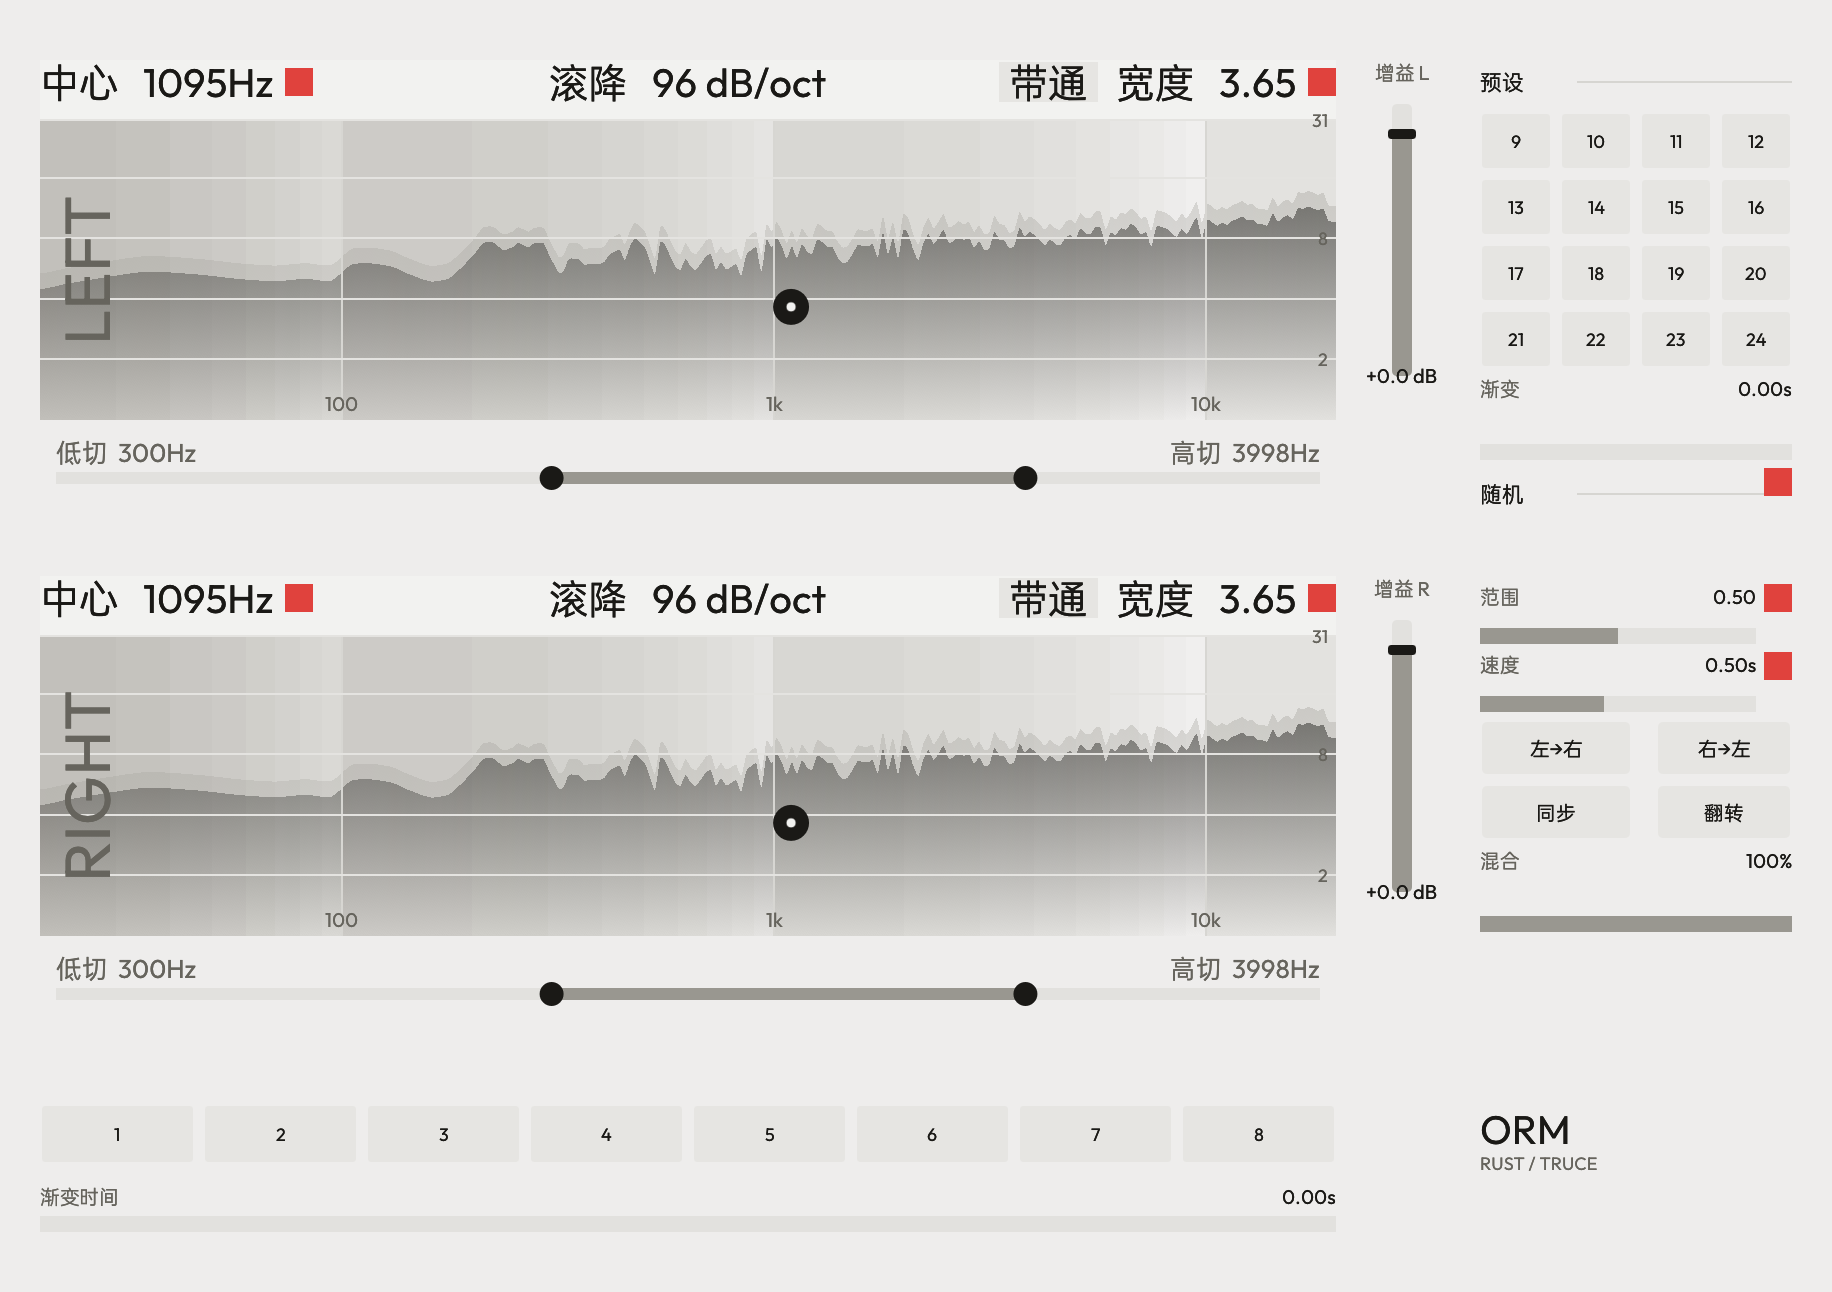 中心 1095Hz 滚降 96 dB/oct 带通 宽度 3.65
31
8
2
LEFT
100 1k 10k
低切 300Hz 高切 3998Hz
增益 L
+0.0 dB
预设
9 10 11 12
13 14 15 16
17 18 19 20
21 22 23 24
渐变 0.00s
随机
中心 1095Hz 滚降 96 dB/oct 带通 宽度 3.65
31
8
2
RIGHT
100 1k 10k
低切 300Hz 高切 3998Hz
增益 R
+0.0 dB
范围 0.50
速度 0.50s
左→右 右→左
同步 翻转
混合 100%
1 2 3 4 5 6 7 8
渐变时间 0.00s
ORM
RUST / TRUCE